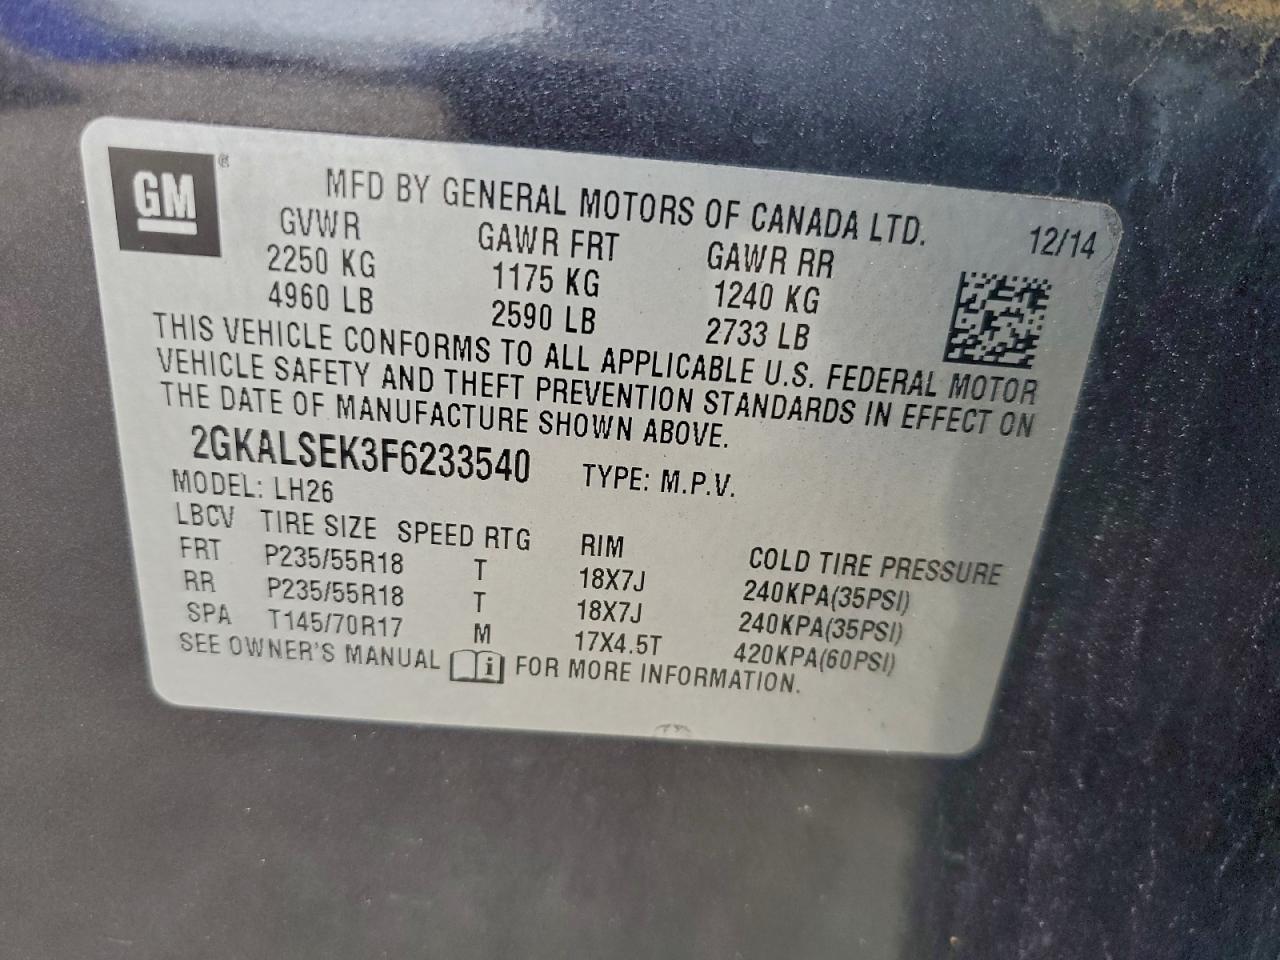 GM ®
MFD BY GENERAL MOTORS OF CANADA LTD.
12/14
GVWR GAWR FRT GAWR RR
2250 KG 1175 KG 1240 KG
4960 LB 2590 LB 2733 LB
THIS VEHICLE CONFORMS TO ALL APPLICABLE U.S. FEDERAL MOTOR
VEHICLE SAFETY AND THEFT PREVENTION STANDARDS IN EFFECT ON
THE DATE OF MANUFACTURE SHOWN ABOVE.
2GKALSEK3F6233540 TYPE: M.P.V.
MODEL: LH26
LBCV TIRE SIZE SPEED RTG RIM COLD TIRE PRESSURE
FRT P235/55R18 T 18X7J 240KPA(35PSI)
RR P235/55R18 T 18X7J 240KPA(35PSI)
SPA T145/70R17 M 17X4.5T 420KPA(60PSI)
SEE OWNER'S MANUAL i FOR MORE INFORMATION.